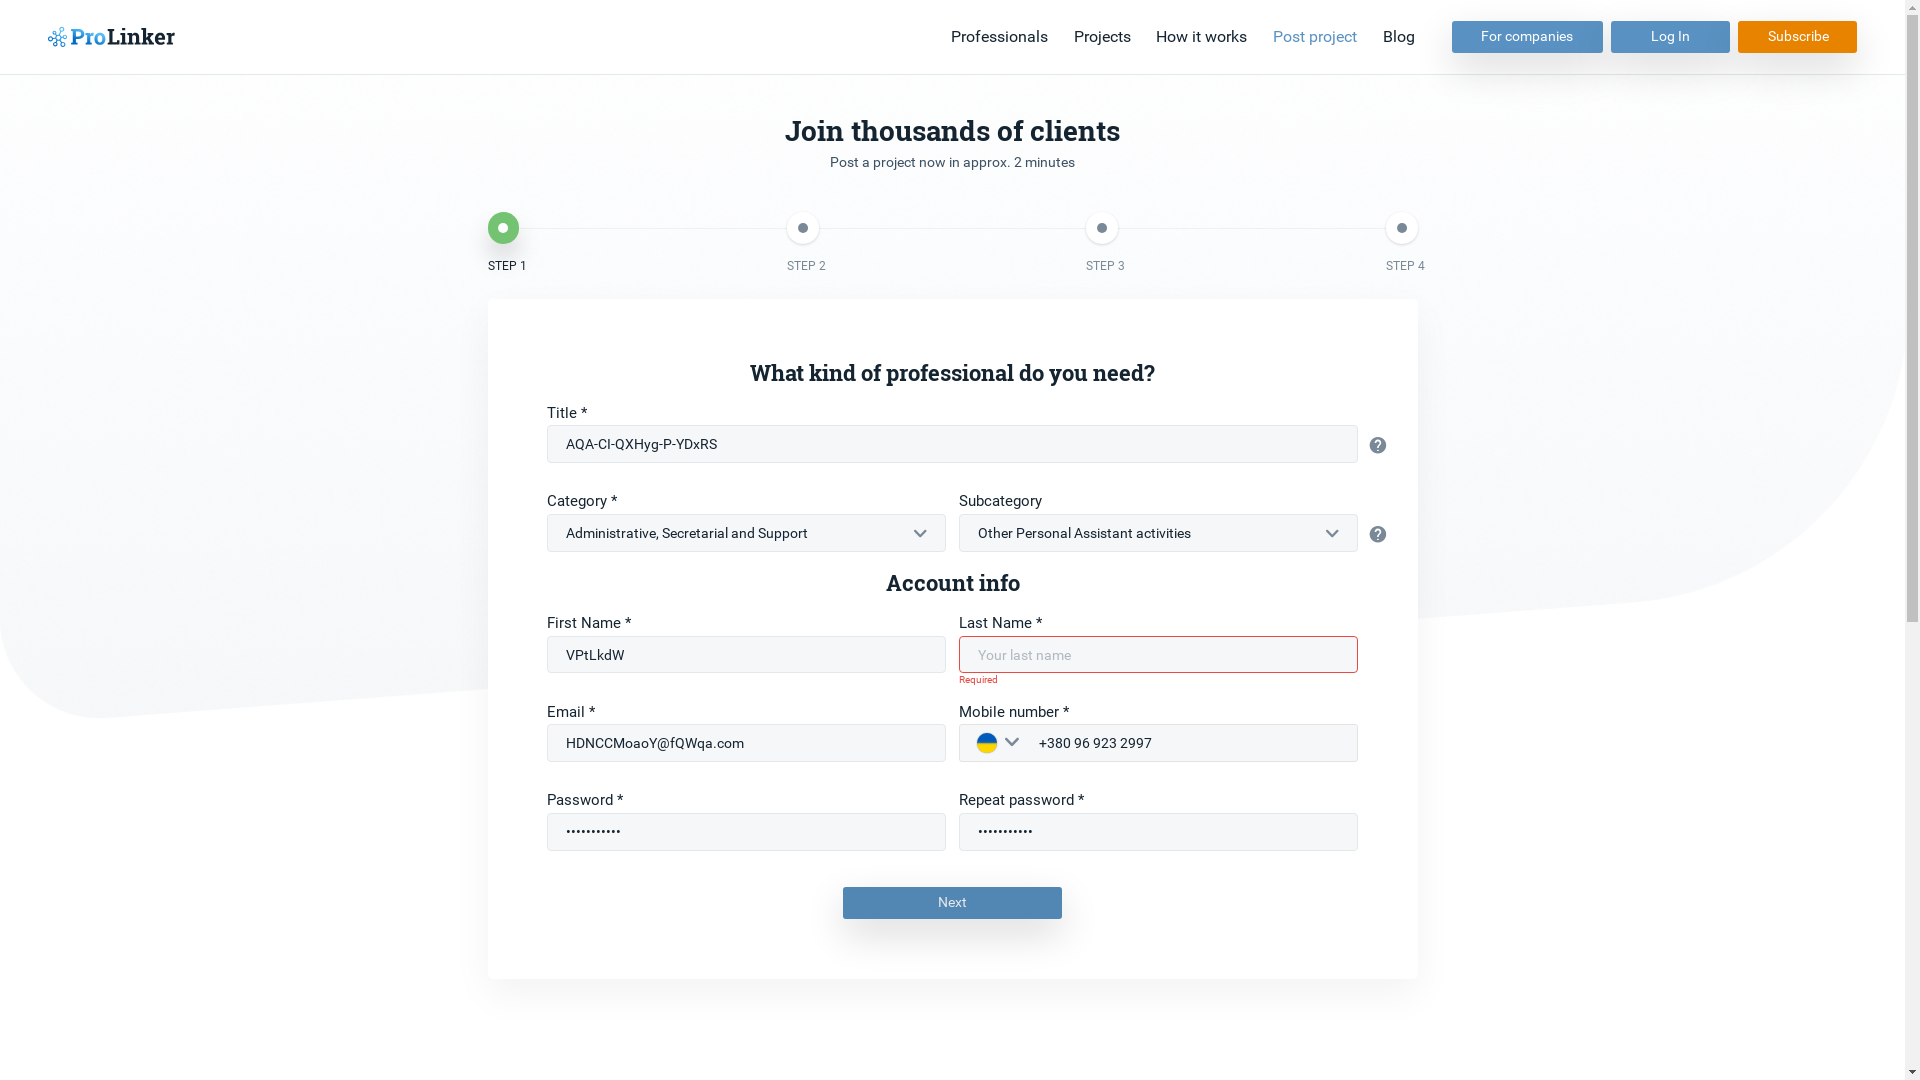 ProLinker
Professionals Projects How it works Post project Blog For companies Log In Subscribe
Join thousands of clients
Post a project now in approx. 2 minutes
STEP 1 STEP 2 STEP 3 STEP 4
What kind of professional do you need?
Title *
AQA-CI-QXHyg-P-YDxRS
Category * Subcategory
Administrative, Secretarial and Support Other Personal Assistant activities
Account info
First Name * Last Name *
VPtLkdW Your last name
Required
Email * Mobile number *
HDNCCMoaoY@fQWqa.com +380 96 923 2997
Password * Repeat password *
••••••••••• •••••••••••
Next